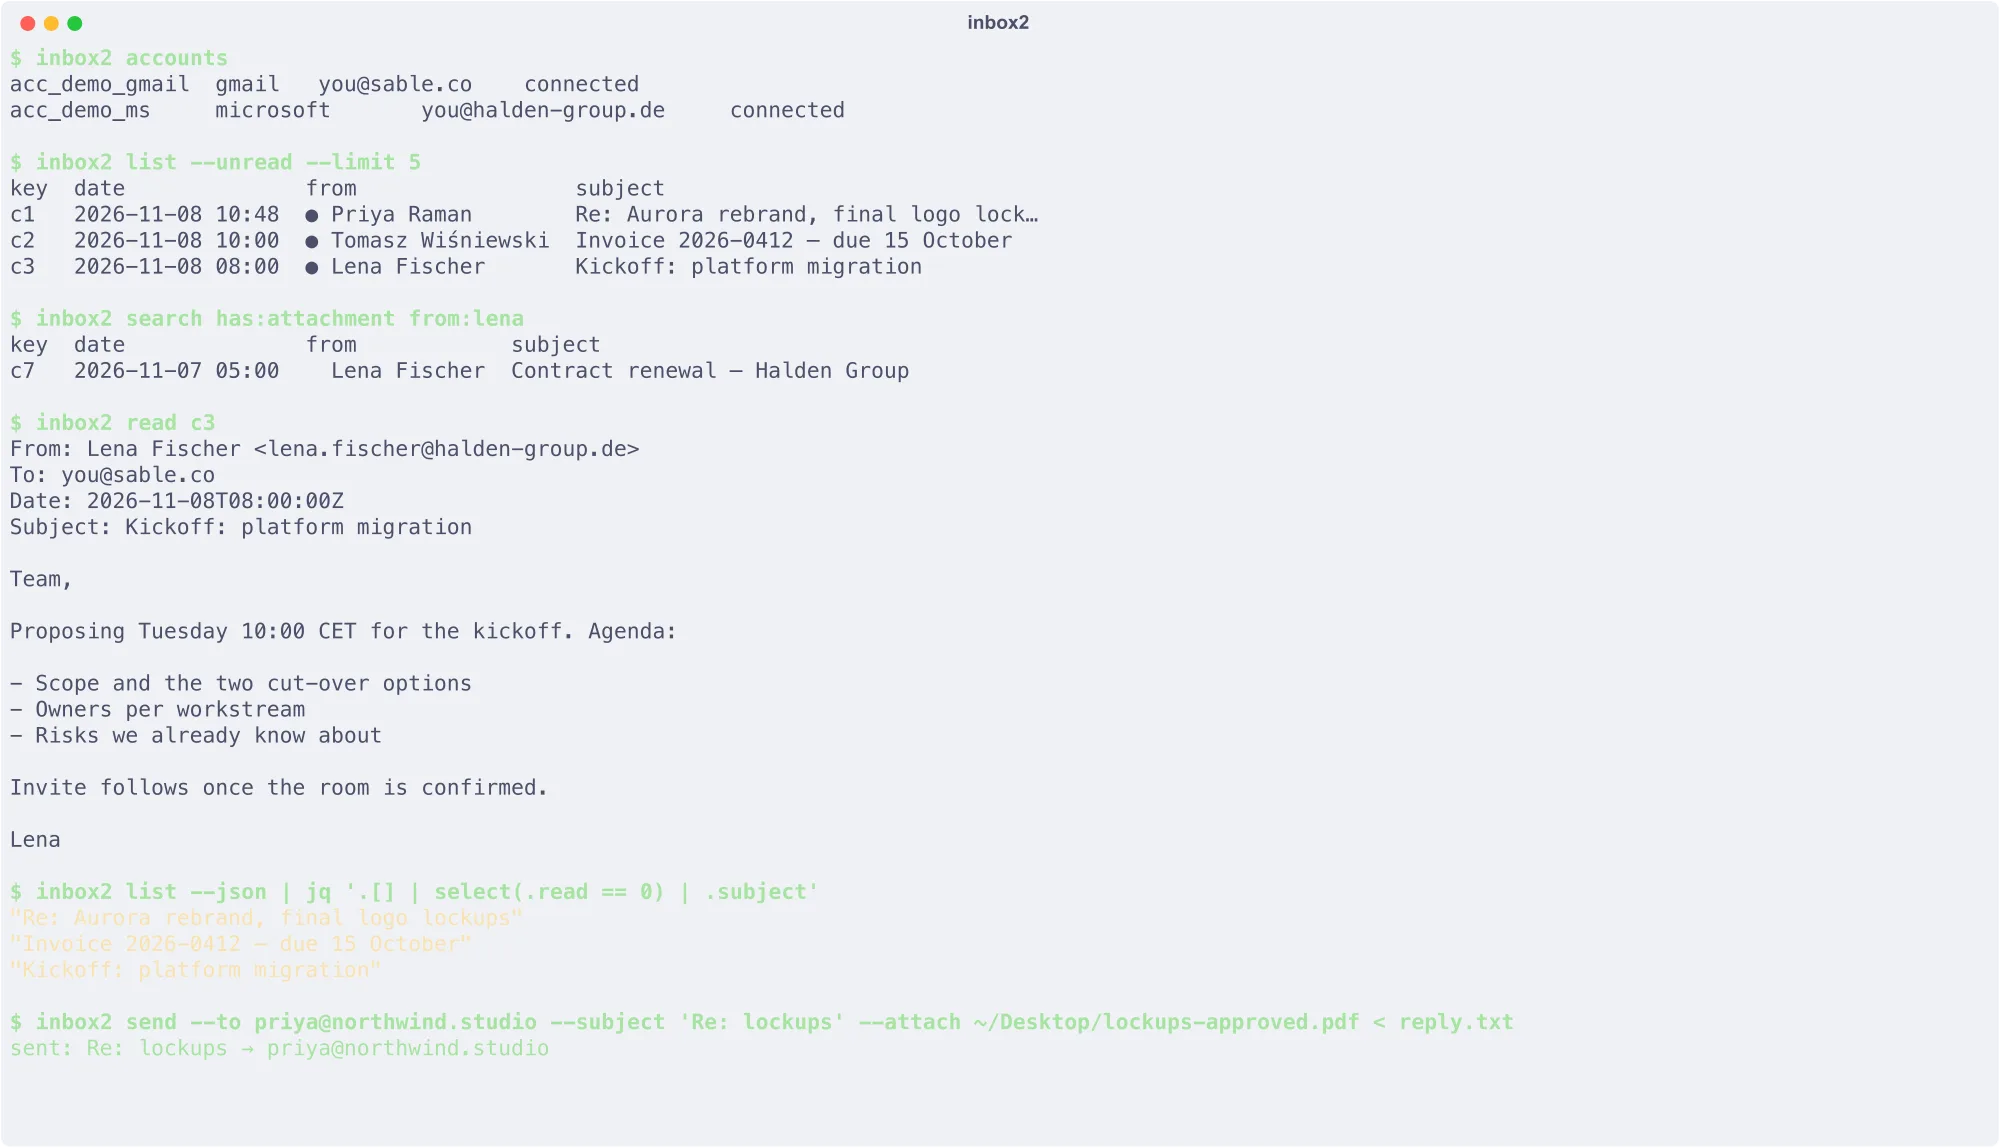 inbox2
$ inbox2 accounts
acc_demo_gmail  gmail   you@sable.co    connected
acc_demo_ms     microsoft       you@halden-group.de     connected
$ inbox2 list --unread --limit 5
key  date              from                 subject
c1   2026-11-08 10:48  ● Priya Raman        Re: Aurora rebrand, final logo lock…
c2   2026-11-08 10:00  ● Tomasz Wiśniewski  Invoice 2026-0412 – due 15 October
c3   2026-11-08 08:00  ● Lena Fischer       Kickoff: platform migration
$ inbox2 search has:attachment from:lena
key  date              from            subject
c7   2026-11-07 05:00    Lena Fischer  Contract renewal – Halden Group
$ inbox2 read c3
From: Lena Fischer <lena.fischer@halden-group.de>
To: you@sable.co
Date: 2026-11-08T08:00:00Z
Subject: Kickoff: platform migration
Team,
Proposing Tuesday 10:00 CET for the kickoff. Agenda:
- Scope and the two cut-over options
- Owners per workstream
- Risks we already know about
Invite follows once the room is confirmed.
Lena
$ inbox2 list --json | jq '.[] | select(.read == 0) | .subject'
"Re: Aurora rebrand, final logo lockups"
"Invoice 2026-0412 – due 15 October"
"Kickoff: platform migration"
$ inbox2 send --to priya@northwind.studio --subject 'Re: lockups' --attach ~/Desktop/lockups-approved.pdf < reply.txt
sent: Re: lockups → priya@northwind.studio